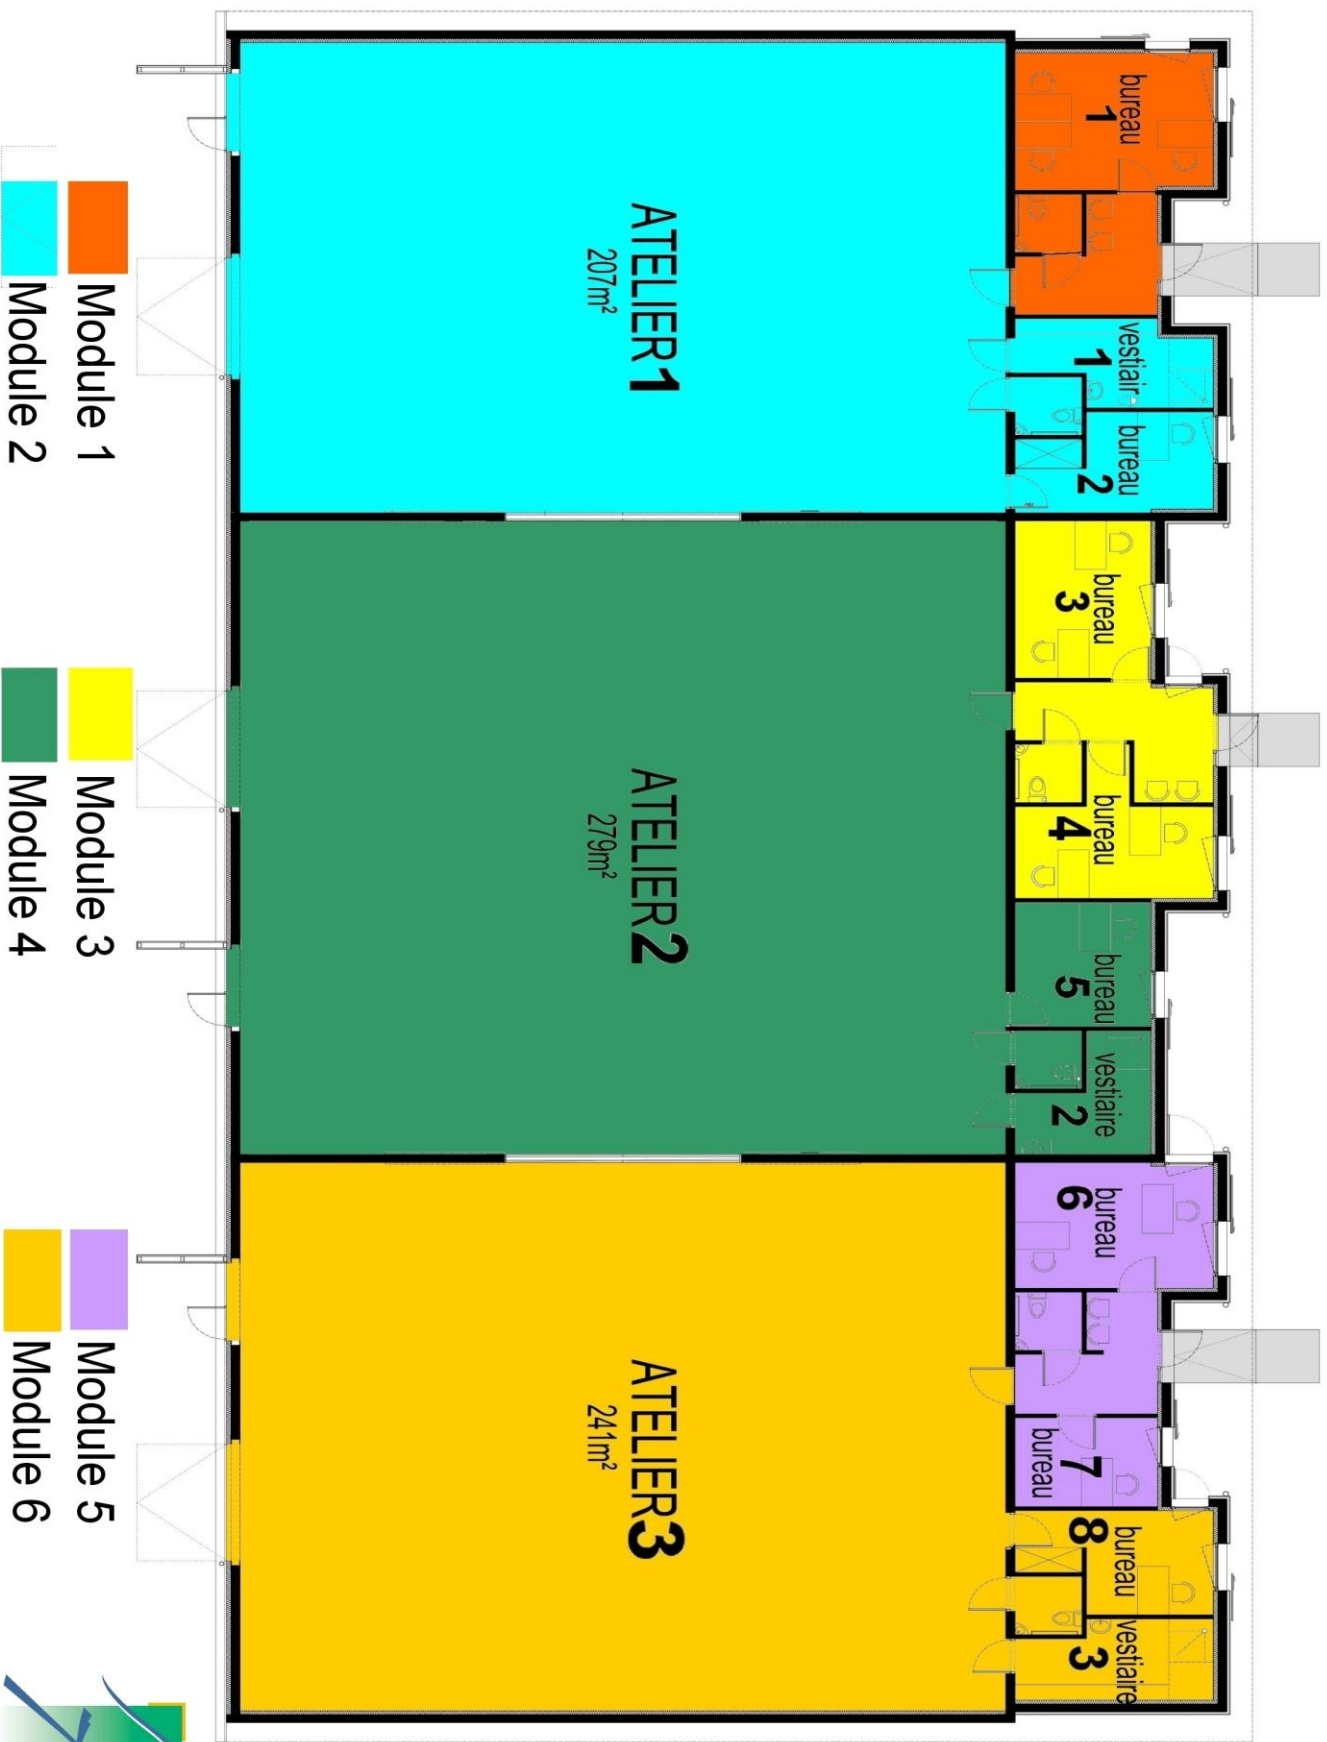 bureau
1
vestiaire
1
bureau
2
bureau
3
bureau
4
bureau
5
vestiaire
2
bureau
6
bureau
7
bureau
8
vestiaire
3
ATELIER1
207m²
ATELIER2
279m²
ATELIER3
241m²
Module 1
Module 3
Module 5
Module 2
Module 4
Module 6